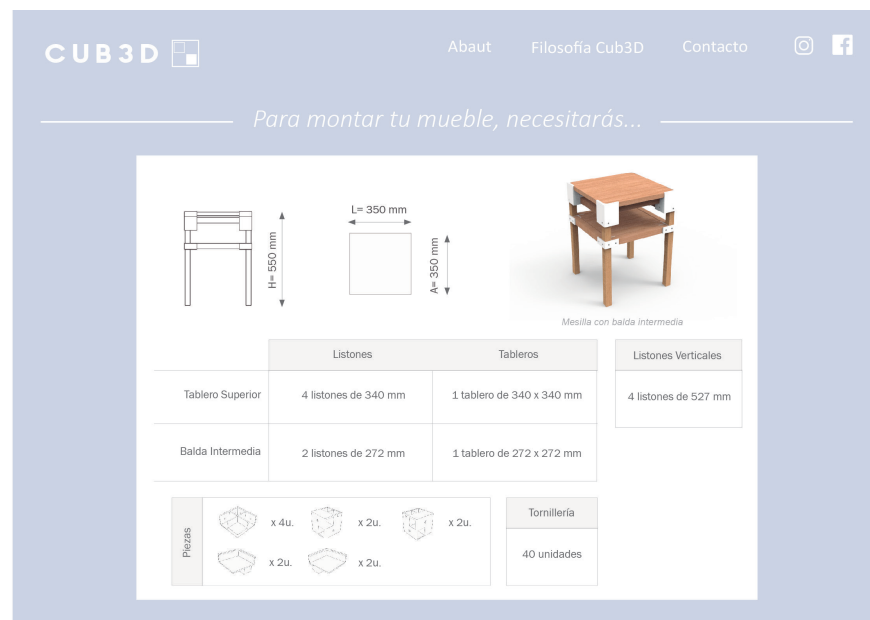 CUB3D
Abaut
Filosofía Cub3D
Contacto
Para montar tu mueble, necesitarás...
H= 550 mm
L= 350 mm
A= 350 mm
Mesilla con balda intermedia
Listones
Tableros
Tablero Superior
4 listones de 340 mm
1 tablero de 340 x 340 mm
Balda Intermedia
2 listones de 272 mm
1 tablero de 272 x 272 mm
Listones Verticales
4 listones de 527 mm
Piezas
x 4u.
x 2u.
x 2u.
x 2u.
x 2u.
Tornillería
40 unidades